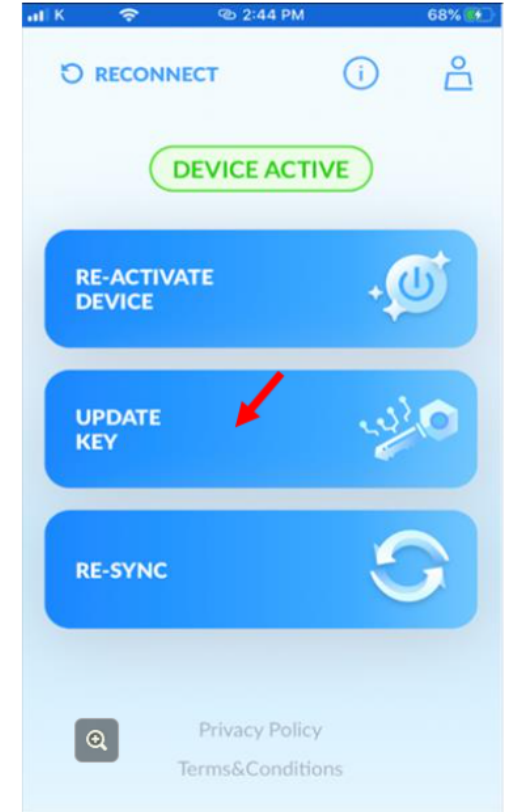 K 2:44 PM 68%
RECONNECT
DEVICE ACTIVE
RE-ACTIVATE
DEVICE
UPDATE
KEY
RE-SYNC
Privacy Policy
Terms&Conditions